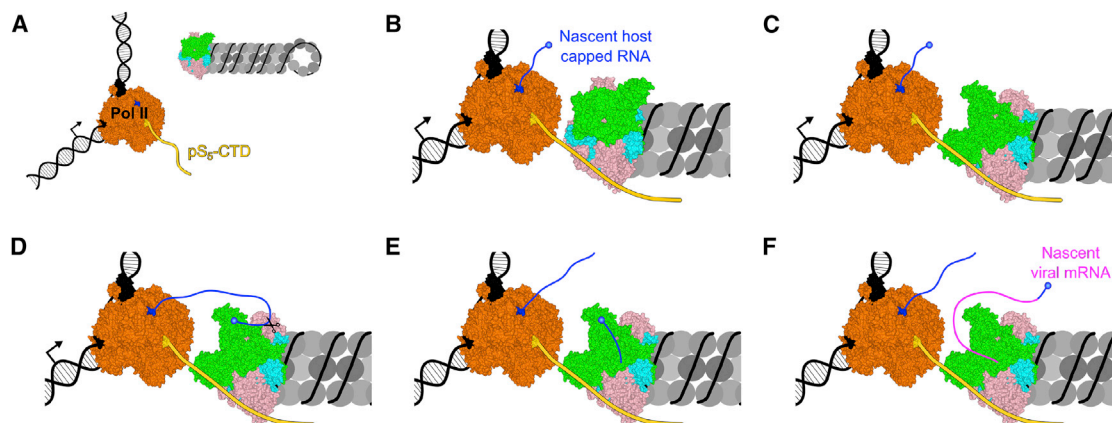 A
Pol II
pS₅-CTD
B
Nascent host
capped RNA
C
D
E
F
Nascent
viral mRNA